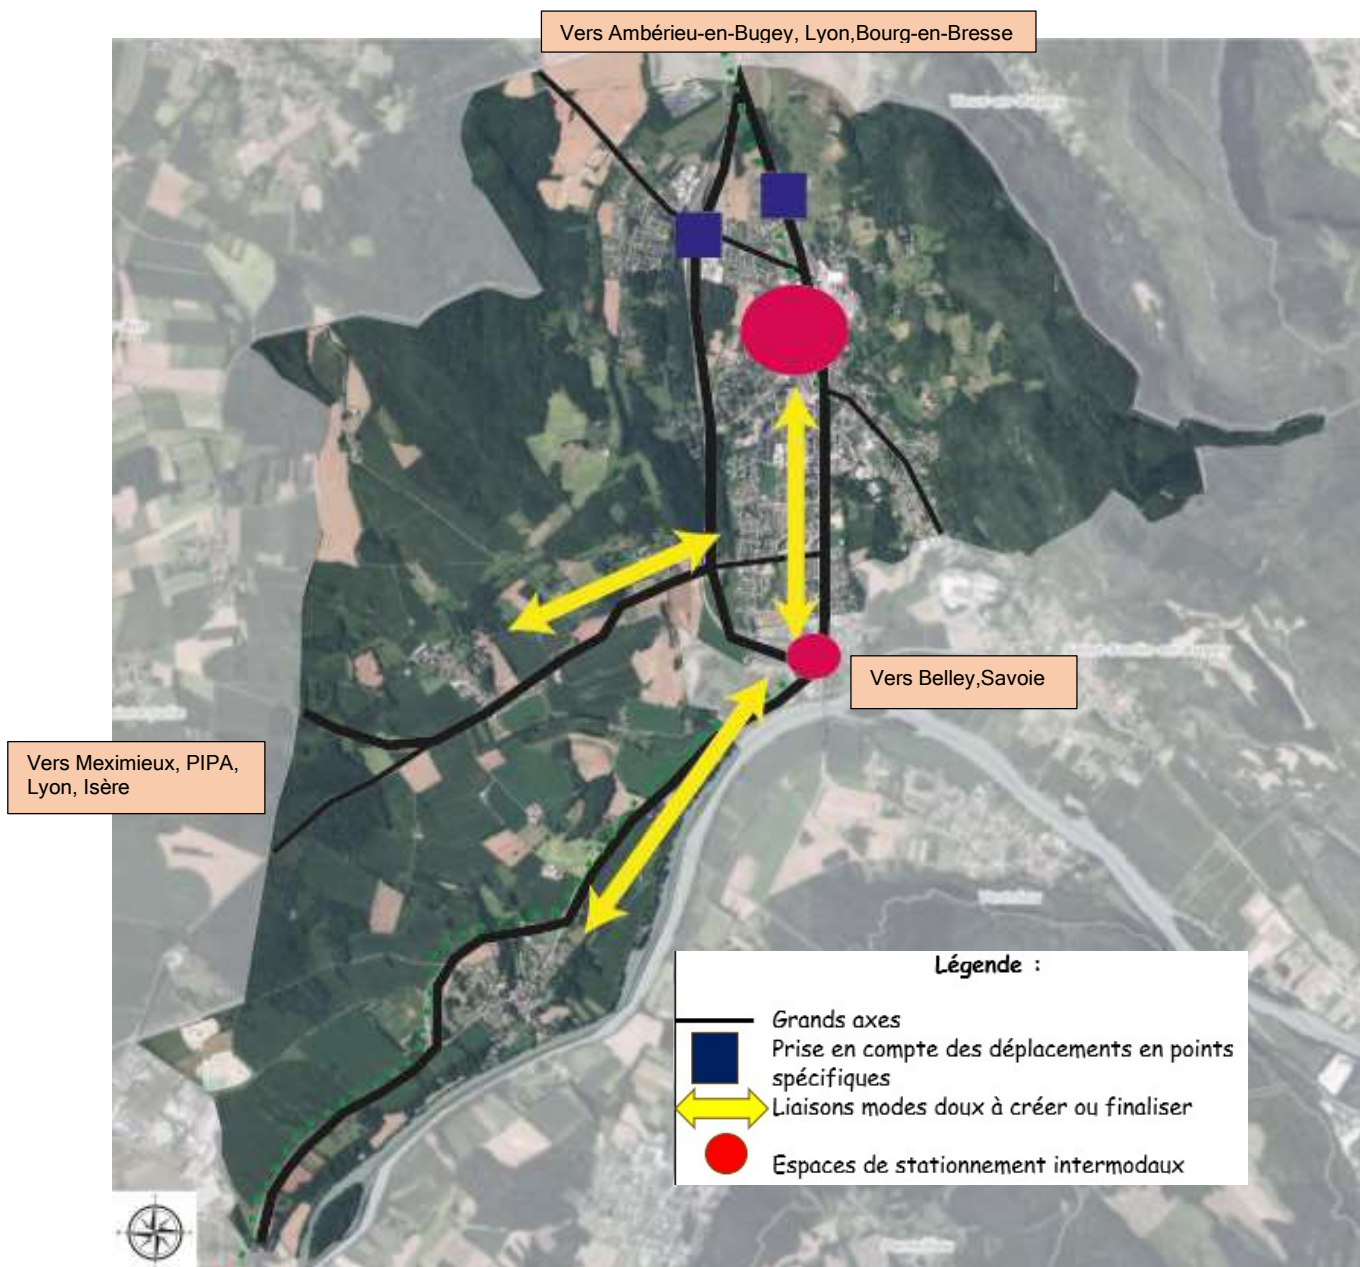 Vers Ambérieu-en-Bugey, Lyon,Bourg-en-Bresse
Vers Belley,Savoie
Vers Meximieux, PIPA,
Lyon, Isère
Légende :
Grands axes
Prise en compte des déplacements en points
spécifiques
Liaisons modes doux à créer ou finaliser
Espaces de stationnement intermodaux